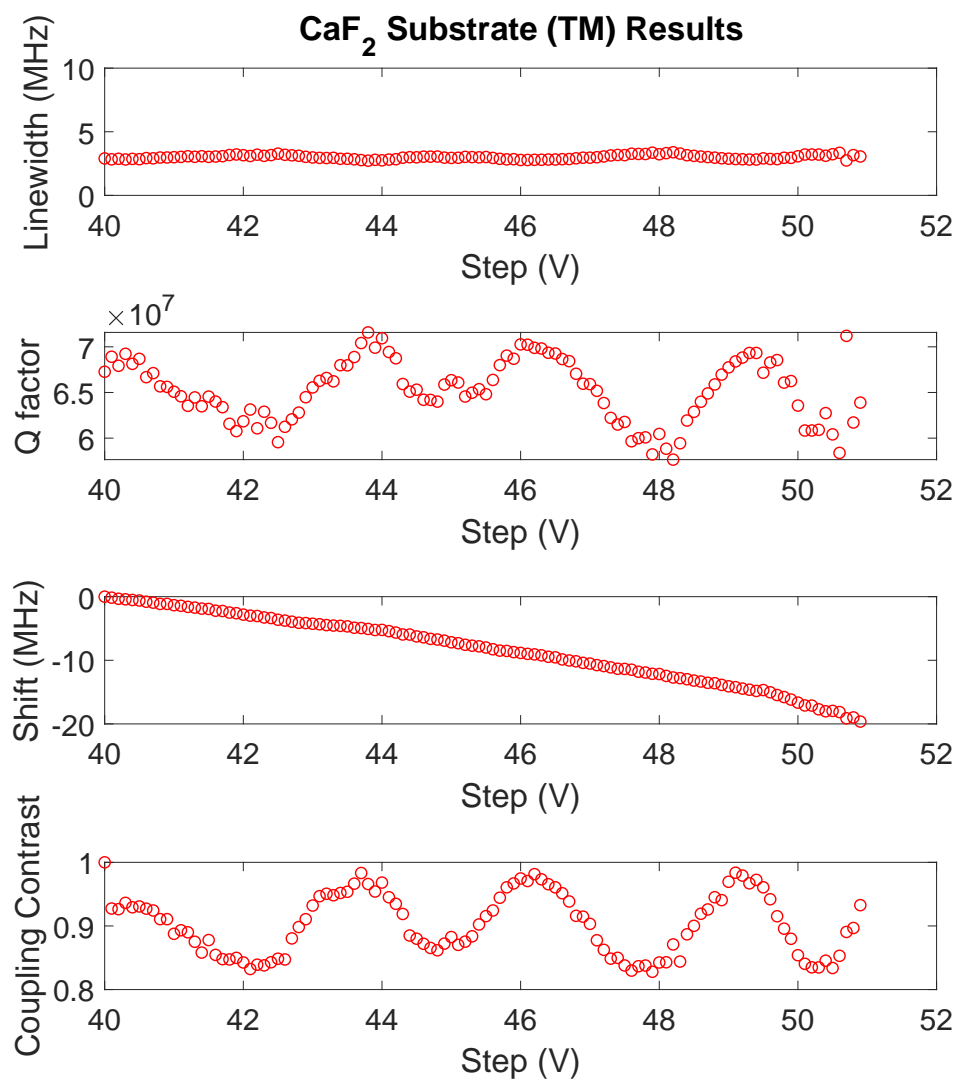 CaF2 Substrate (TM) Results
Linewidth (MHz)
10
5
0
40 42 44 46 48 50 52
Step (V)
×10^7
Q factor
7
6.5
6
40 42 44 46 48 50 52
Step (V)
Shift (MHz)
0
-10
-20
40 42 44 46 48 50 52
Step (V)
Coupling Contrast
1
0.9
0.8
40 42 44 46 48 50 52
Step (V)